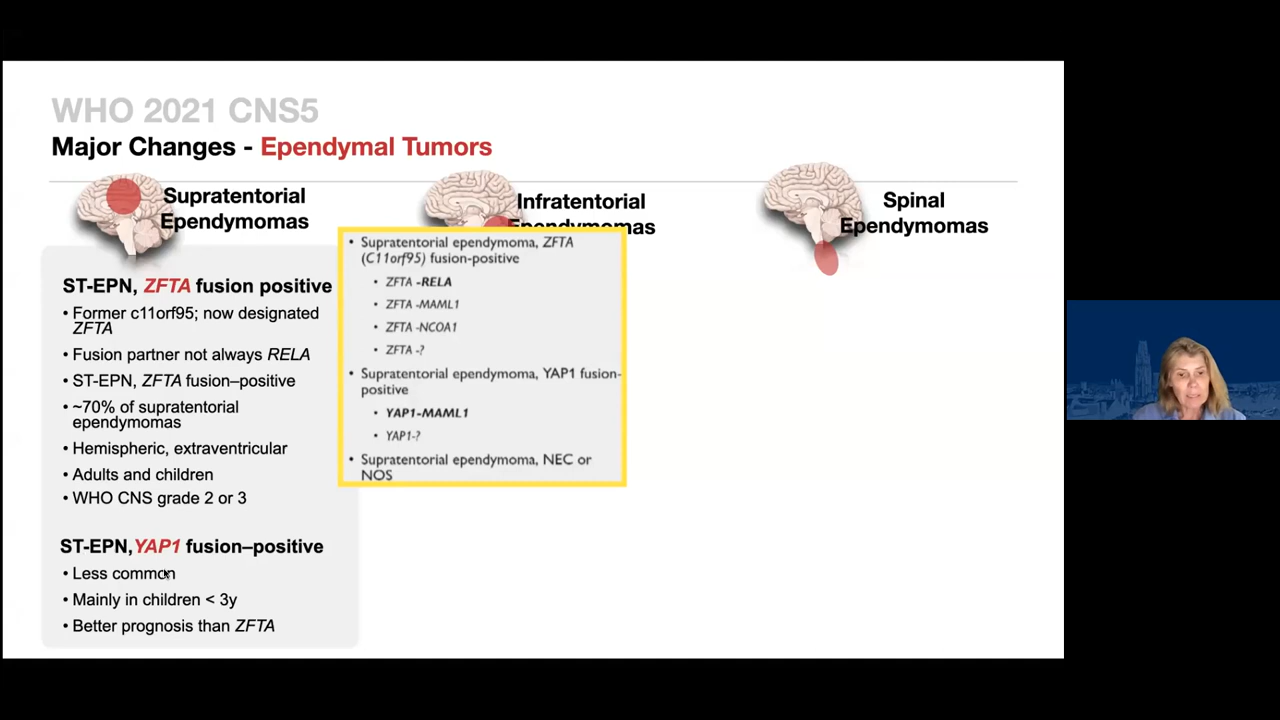 WHO 2021 CNS5
Major Changes - Ependymal Tumors
Supratentorial
Ependymomas
Infratentorial
Ependymomas
Spinal
Ependymomas
ST-EPN, ZFTA fusion positive
• Former c11orf95; now designated
ZFTA
• Fusion partner not always RELA
• ST-EPN, ZFTA fusion–positive
• ~70% of supratentorial
ependymomas
• Hemispheric, extraventricular
• Adults and children
• WHO CNS grade 2 or 3
ST-EPN,YAP1 fusion–positive
• Less common
• Mainly in children < 3y
• Better prognosis than ZFTA
• Supratentorial ependymoma, ZFTA
(C11orf95) fusion-positive
• ZFTA -RELA
• ZFTA -MAML1
• ZFTA -NCOA1
• ZFTA -?
• Supratentorial ependymoma, YAP1 fusion-
positive
• YAP1-MAML1
• YAP1-?
• Supratentorial ependymoma, NEC or
NOS